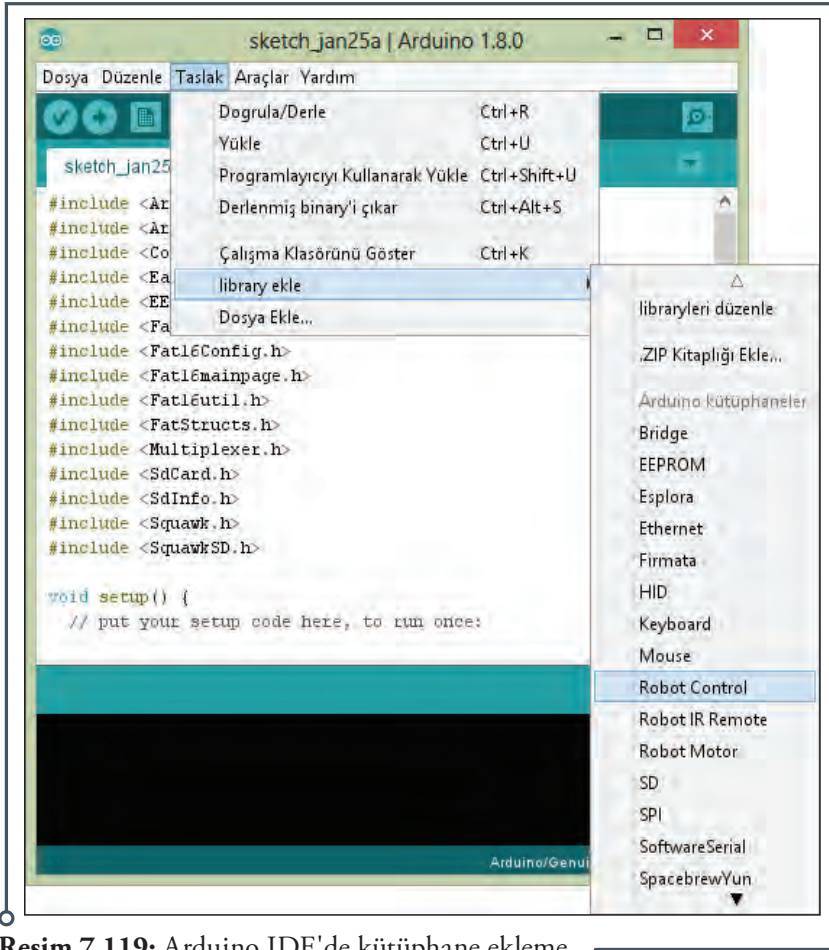 sketch_jan25a | Arduino 1.8.0
Dosya Düzenle Taslak Araçlar Yardım
Dogrula/Derle Ctrl+R
Yükle Ctrl+U
Programlayıcıyı Kullanarak Yükle Ctrl+Shift+U
Derlenmiş binary'i çıkar Ctrl+Alt+S
Çalışma Klasörünü Göster Ctrl+K
library ekle
Dosya Ekle...
sketch_jan25
#include <Ar
#include <Ar
#include <Co
#include <Ea
#include <EE
#include <Fa
#include <Fat16Config.h>
#include <Fat16mainpage.h>
#include <Fat16util.h>
#include <FatStructs.h>
#include <Multiplexer.h>
#include <SdCard.h>
#include <SdInfo.h>
#include <Squawk.h>
#include <SquawkSD.h>
void setup() {
// put your setup code here, to run once:
libraryleri düzenle
.ZIP Kitaplığı Ekle...
Arduino kütüphaneler
Bridge
EEPROM
Esplora
Ethernet
Firmata
HID
Keyboard
Mouse
Robot Control
Robot IR Remote
Robot Motor
SD
SPI
SoftwareSerial
SpacebrewYun
Arduino/Genui
Resim 7.119: Arduino IDE'de kütüphane ekleme